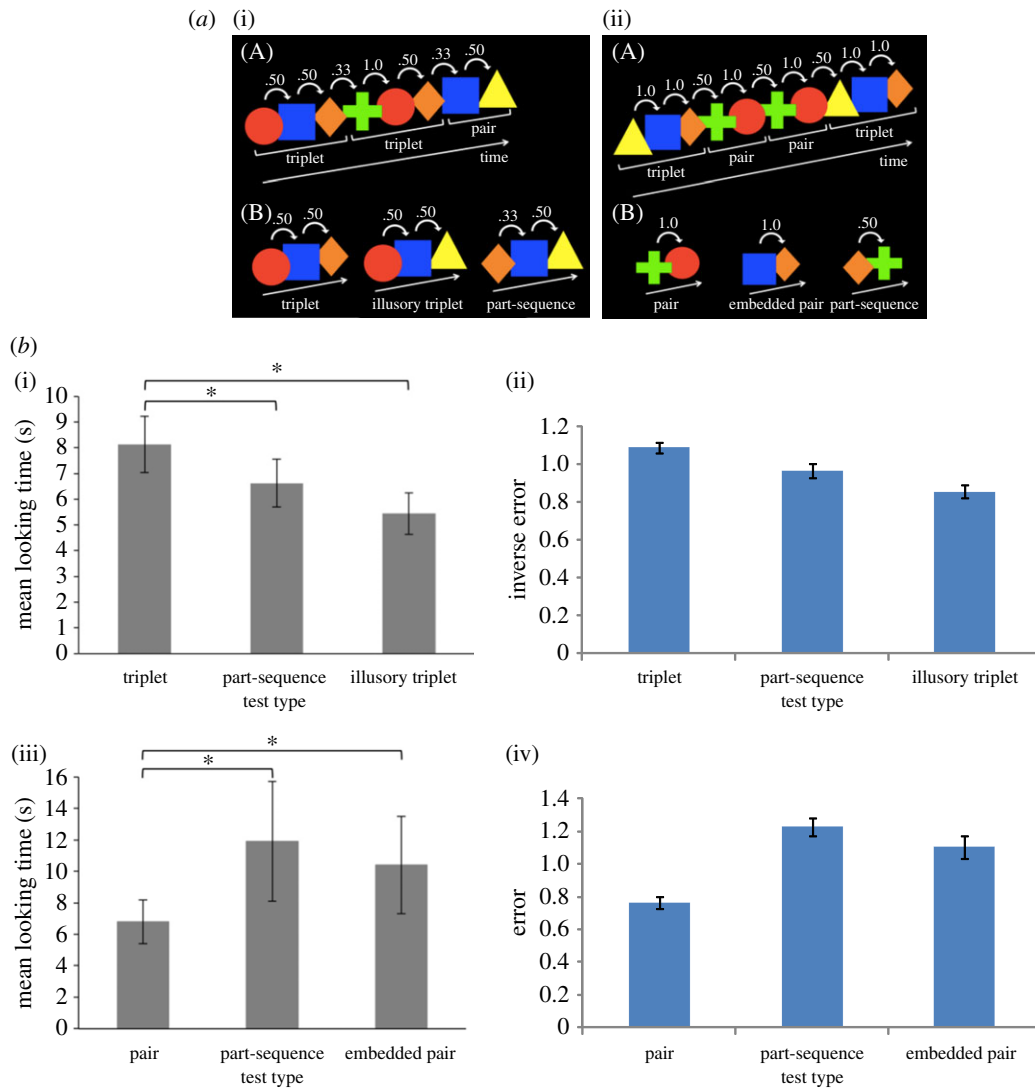 (a) (i) (ii)
(A)
.50 .50 .33 1.0 .50 .33 .50
triplet triplet pair
time
(B)
.50 .50 .50 .50 .33 .50
triplet illusory triplet part-sequence
(A)
1.0 1.0 .50 1.0 .50 1.0 .50 1.0 1.0
triplet pair pair triplet
time
(B)
1.0 1.0 .50
pair embedded pair part-sequence
(b)
(i)
mean looking time (s)
10
9
8
7
6
5
4
3
2
1
0
* *
triplet part-sequence illusory triplet
test type
(ii)
inverse error
1.2
1.0
0.8
0.6
0.4
0.2
0
triplet part-sequence illusory triplet
test type
(iii)
mean looking time (s)
16
14
12
10
8
6
4
2
0
* *
pair part-sequence embedded pair
test type
(iv)
error
1.4
1.2
1.0
0.8
0.6
0.4
0.2
0
pair part-sequence embedded pair
test type